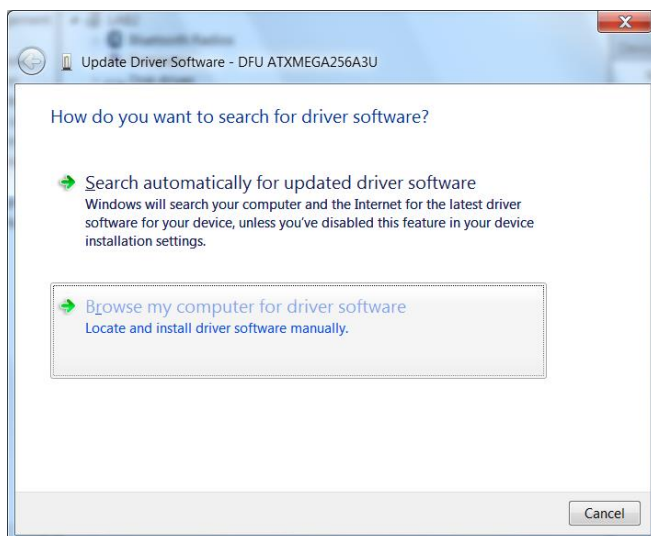 LAB2
Bluetooth Radios
Update Driver Software - DFU ATXMEGA256A3U
How do you want to search for driver software?
Search automatically for updated driver software
Windows will search your computer and the Internet for the latest driver
software for your device, unless you've disabled this feature in your device
installation settings.
Browse my computer for driver software
Locate and install driver software manually.
Cancel